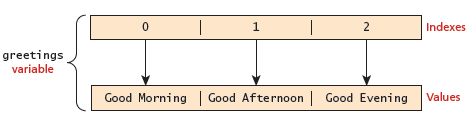 0 1 2 Indexes
greetings
variable
Good Morning Good Afternoon Good Evening Values